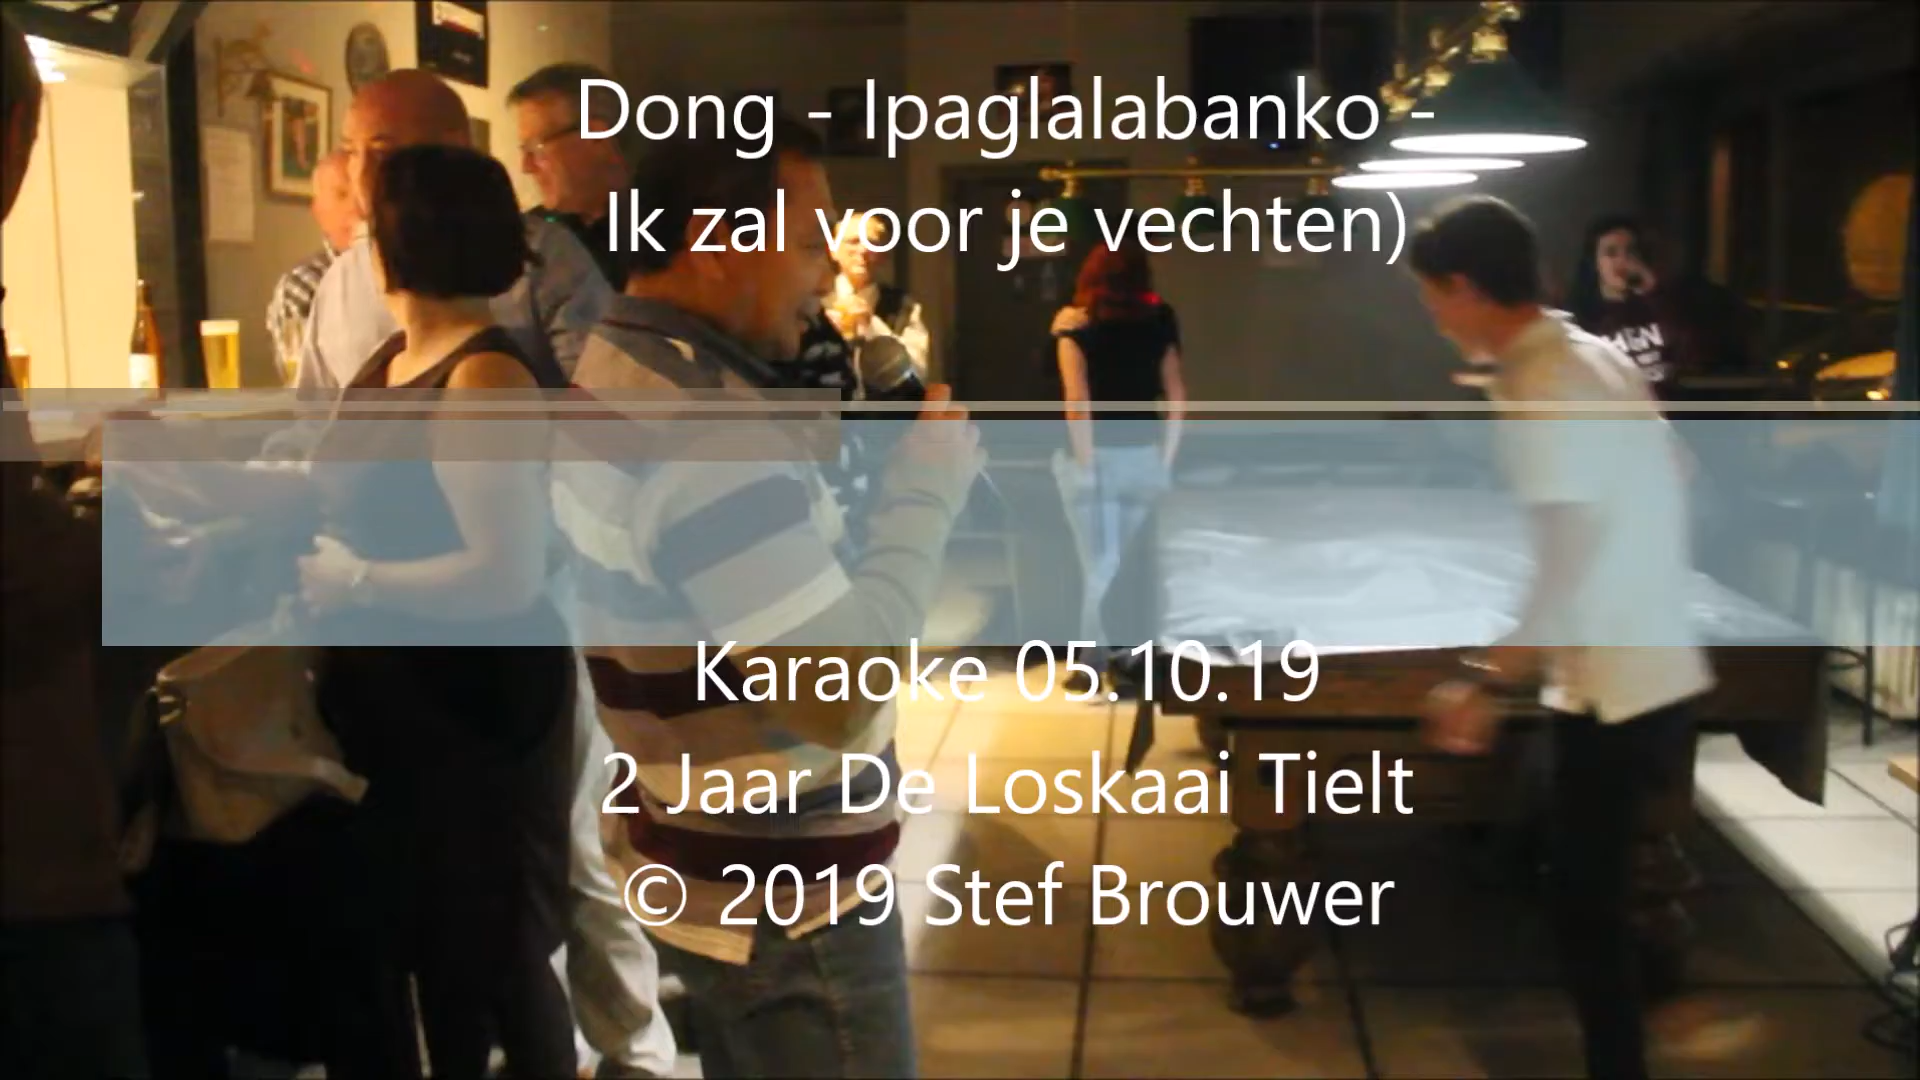 Dong - Ipaglalabanko -
Ik zal voor je vechten)
Karaoke 05.10.19
2 Jaar De Loskaai Tielt
© 2019 Stef Brouwer